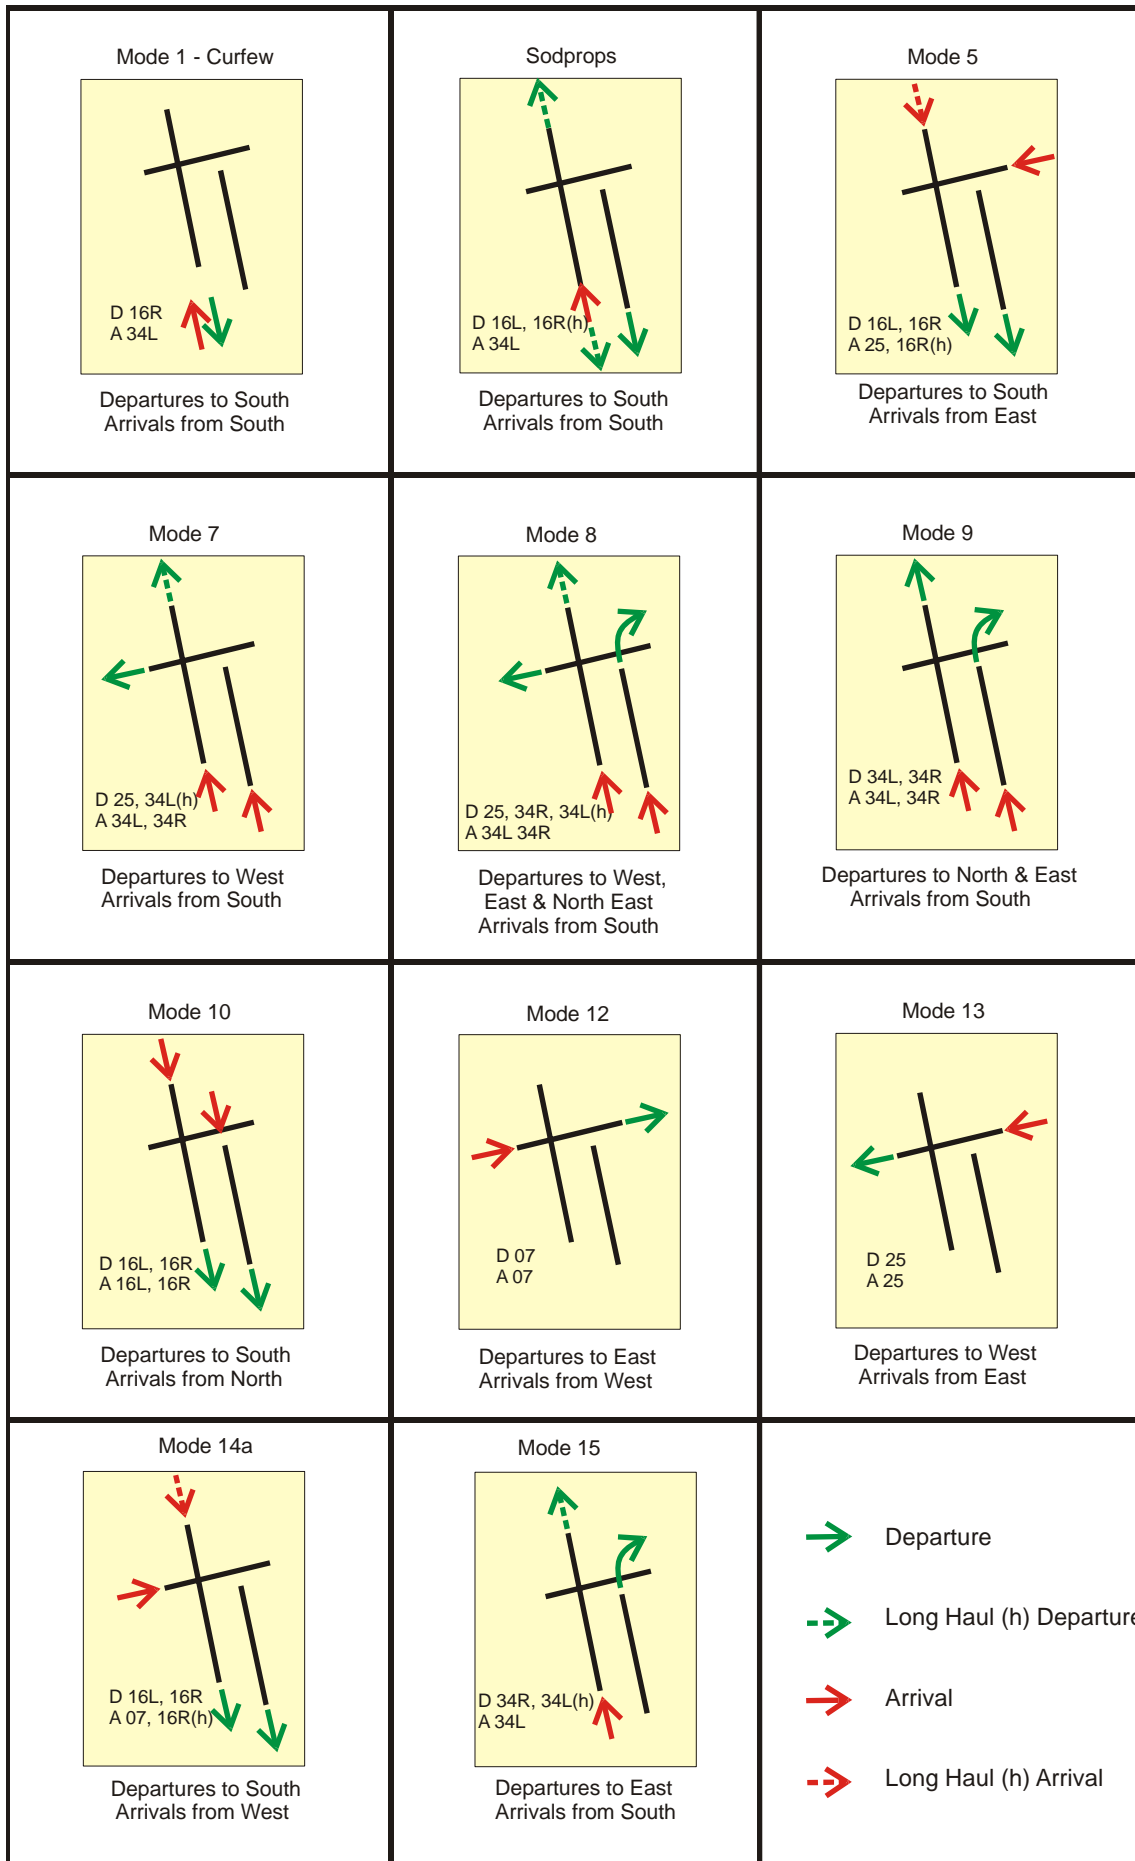 Mode 1 - Curfew
D 16R
A 34L
Departures to South
Arrivals from South
Sodprops
D 16L, 16R(h)
A 34L
Departures to South
Arrivals from South
Mode 5
D 16L, 16R
A 25, 16R(h)
Departures to South
Arrivals from East
Mode 7
D 25, 34L(h)
A 34L, 34R
Departures to West
Arrivals from South
Mode 8
D 25, 34R, 34L(h)
A 34L 34R
Departures to West,
East & North East
Arrivals from South
Mode 9
D 34L, 34R
A 34L, 34R
Departures to North & East
Arrivals from South
Mode 10
D 16L, 16R
A 16L, 16R
Departures to South
Arrivals from North
Mode 12
D 07
A 07
Departures to East
Arrivals from West
Mode 13
D 25
A 25
Departures to West
Arrivals from East
Mode 14a
D 16L, 16R
A 07, 16R(h)
Departures to South
Arrivals from West
Mode 15
D 34R, 34L(h)
A 34L
Departures to East
Arrivals from South
Departure
Long Haul (h) Departure
Arrival
Long Haul (h) Arrival